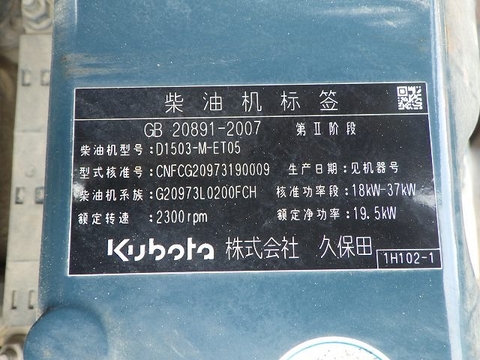 柴油机标签
GB 20891-2007 第Ⅱ阶段
柴油机型号：D1503-M-ET05
型式核准号：CNFCG20973190009 生产日期：见机器号
柴油机系族：G20973L0200FCH 核准功率段：18kW-37kW
额定转速：2300rpm 额定净功率：19.5kW
Kubota 株式会社 久保田
1H102-1